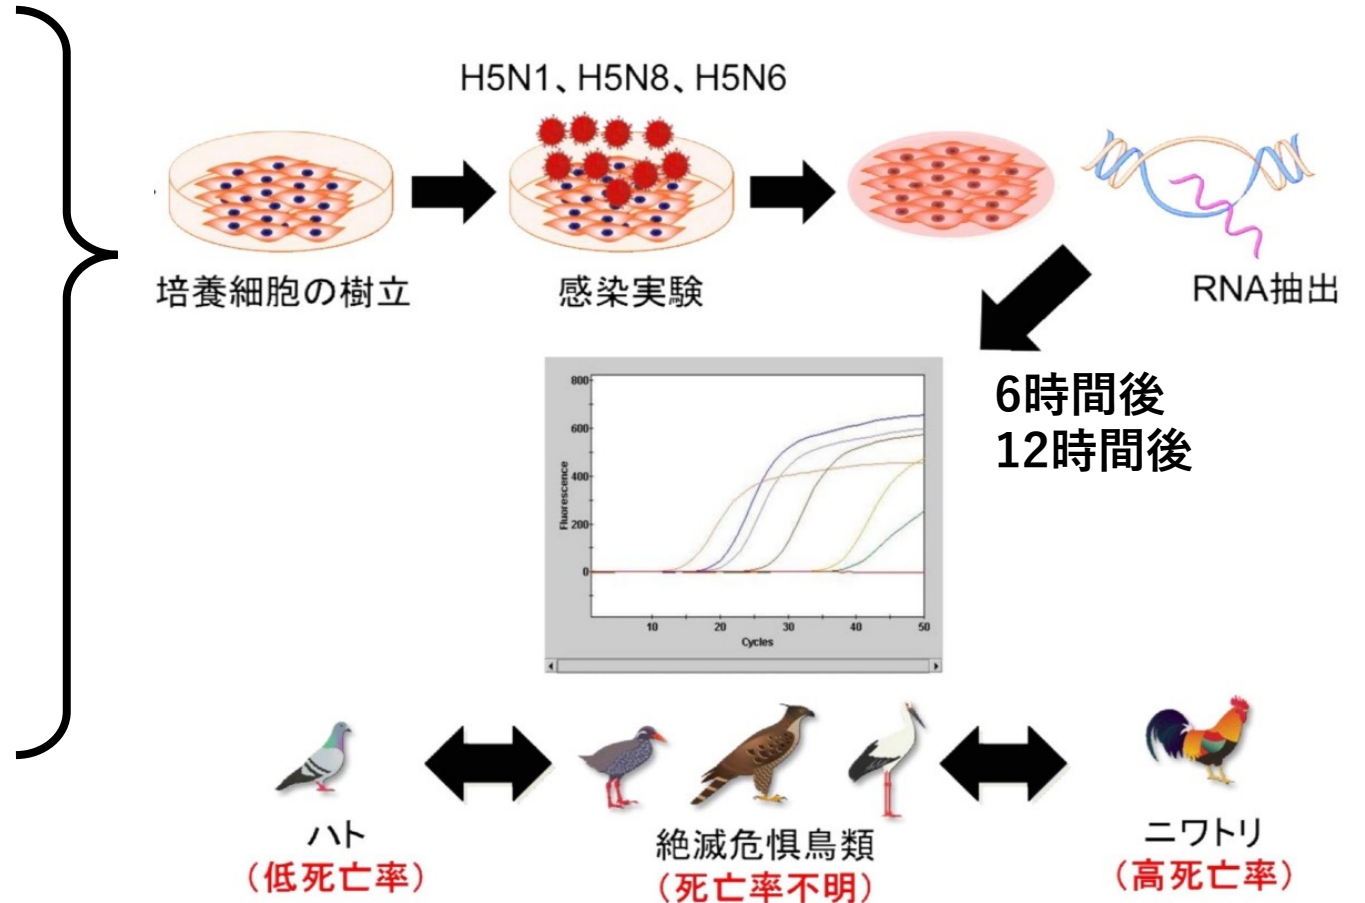 H5N1、H5N8、H5N6
培養細胞の樹立
感染実験
RNA抽出
6時間後
12時間後
800
600
400
200
0
Fluorescence
10 20 30 40 50
Cycles
ハト
(低死亡率)
絶滅危惧鳥類
(死亡率不明)
ニワトリ
(高死亡率)